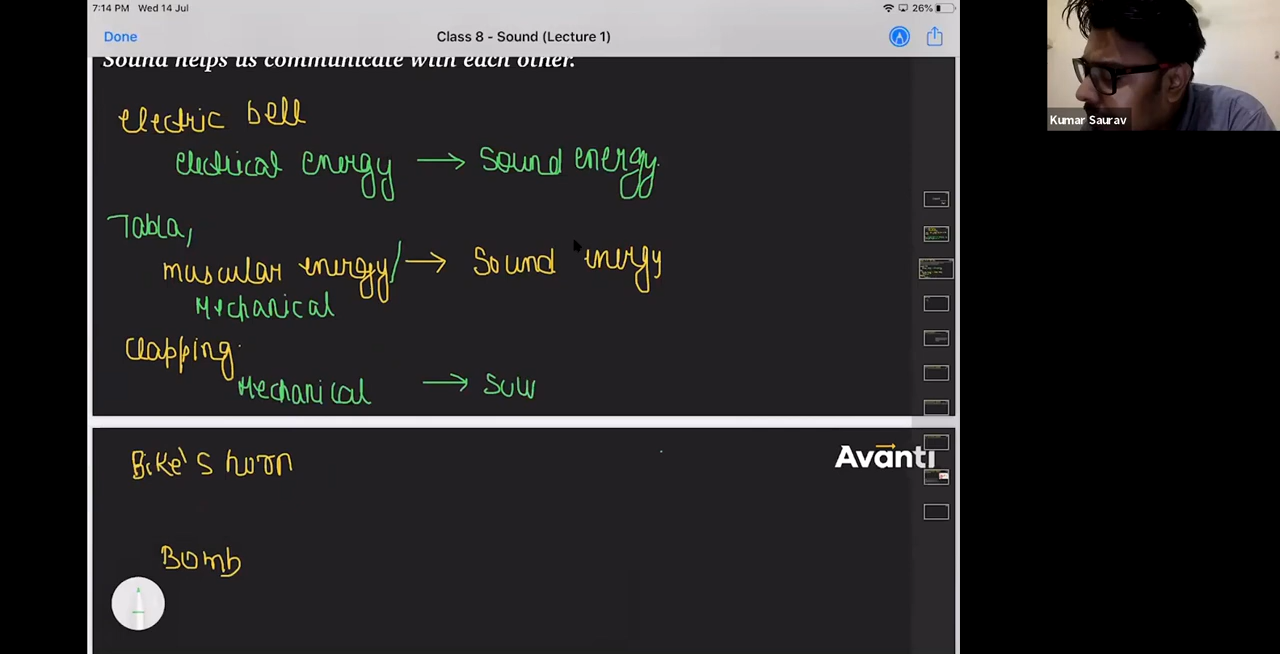 7:14 PM Wed 14 Jul
26%
Done
Class 8 - Sound (Lecture 1)
Sound helps us communicate with each other.
Kumar Saurav
electric bell
electrical energy → Sound energy.
Tabla,
muscular energy/ → Sound energy
Mechanical
Clapping.
Mechanical → Sou
Bike's horn
Avanti
Bomb